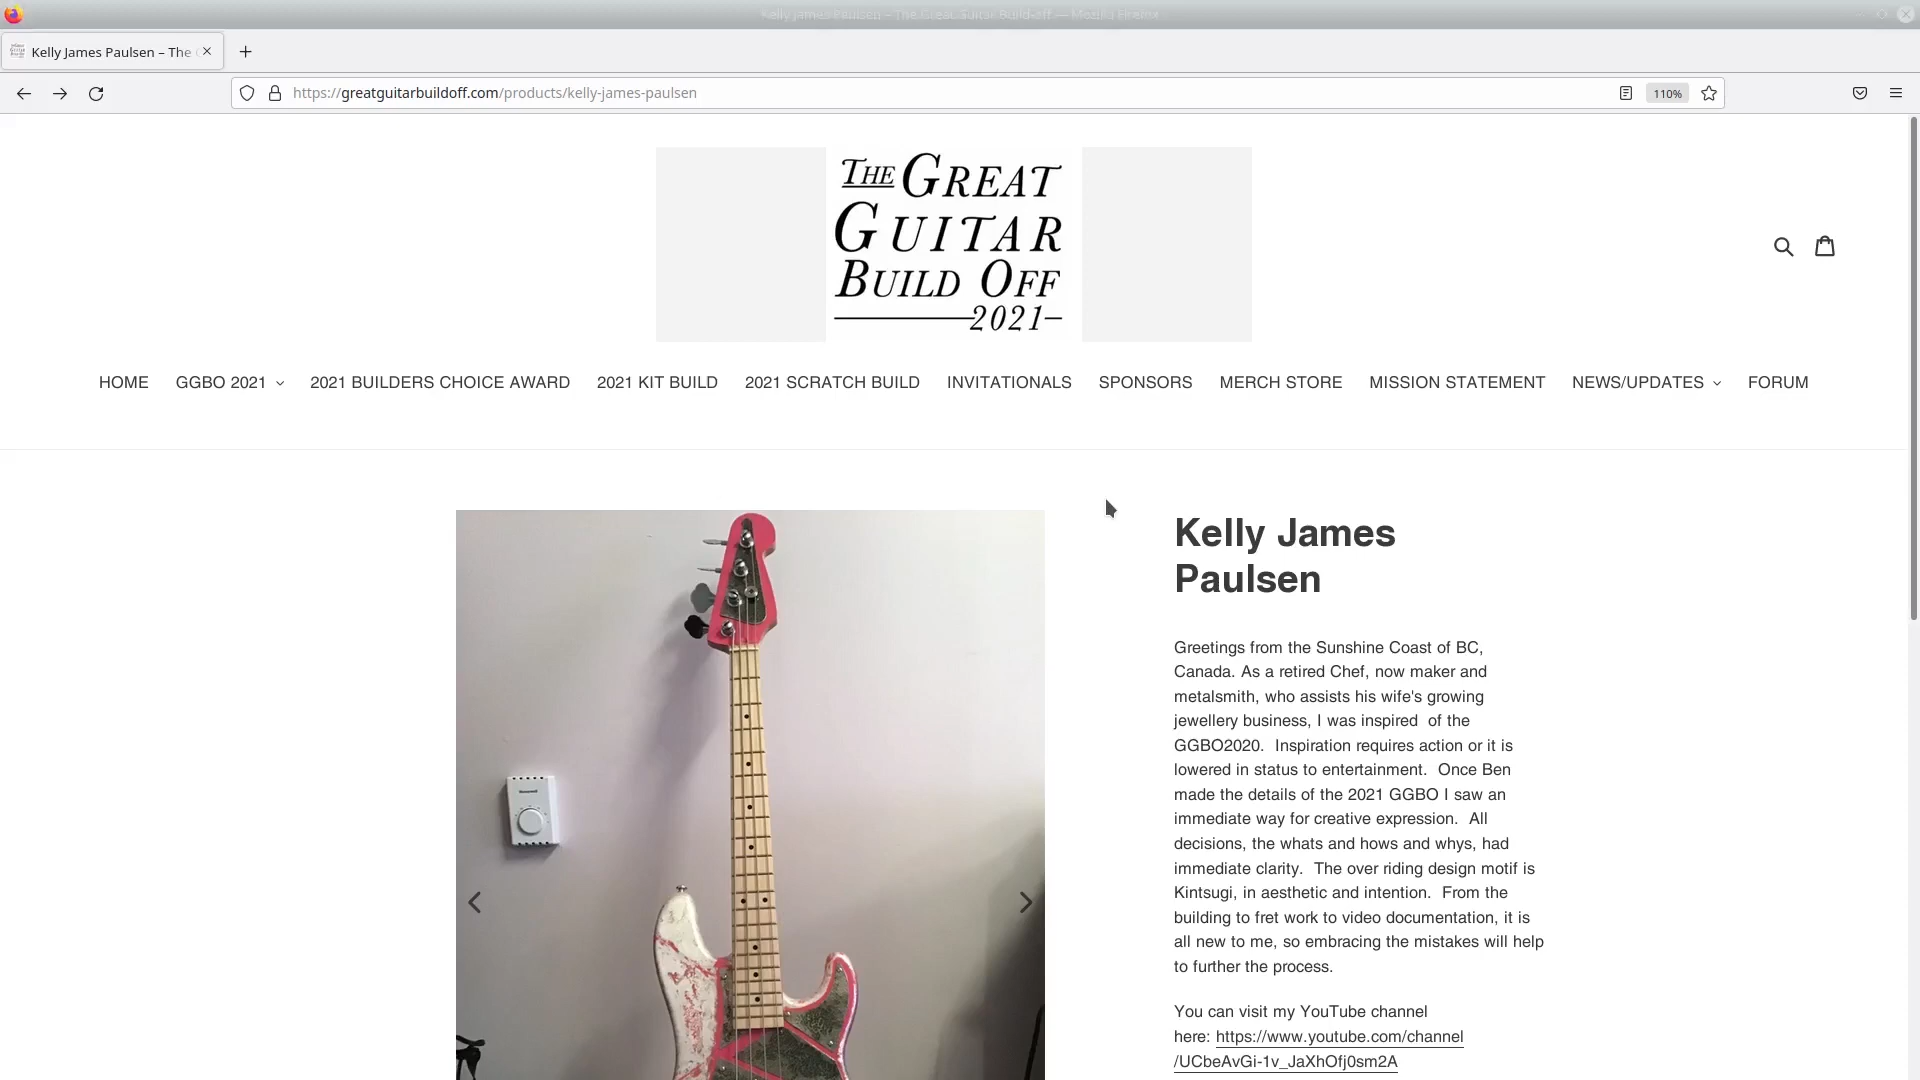 Kelly James Paulsen – The Great Guitar Build-off — Mozilla Firefox
Kelly James Paulsen – The
https://greatguitarbuildoff.com/products/kelly-james-paulsen
110%
THE GREAT
GUITAR
BUILD OFF
2021
HOME GGBO 2021 2021 BUILDERS CHOICE AWARD 2021 KIT BUILD 2021 SCRATCH BUILD INVITATIONALS SPONSORS MERCH STORE MISSION STATEMENT NEWS/UPDATES FORUM
Kelly James
Paulsen
Greetings from the Sunshine Coast of BC,
Canada. As a retired Chef, now maker and
metalsmith, who assists his wife's growing
jewellery business, I was inspired  of the
GGBO2020.  Inspiration requires action or it is
lowered in status to entertainment.  Once Ben
made the details of the 2021 GGBO I saw an
immediate way for creative expression.  All
decisions, the whats and hows and whys, had
immediate clarity.  The over riding design motif is
Kintsugi, in aesthetic and intention.  From the
building to fret work to video documentation, it is
all new to me, so embracing the mistakes will help
to further the process.
You can visit my YouTube channel
here: https://www.youtube.com/channel
/UCbeAvGi-1v_JaXhOfj0sm2A